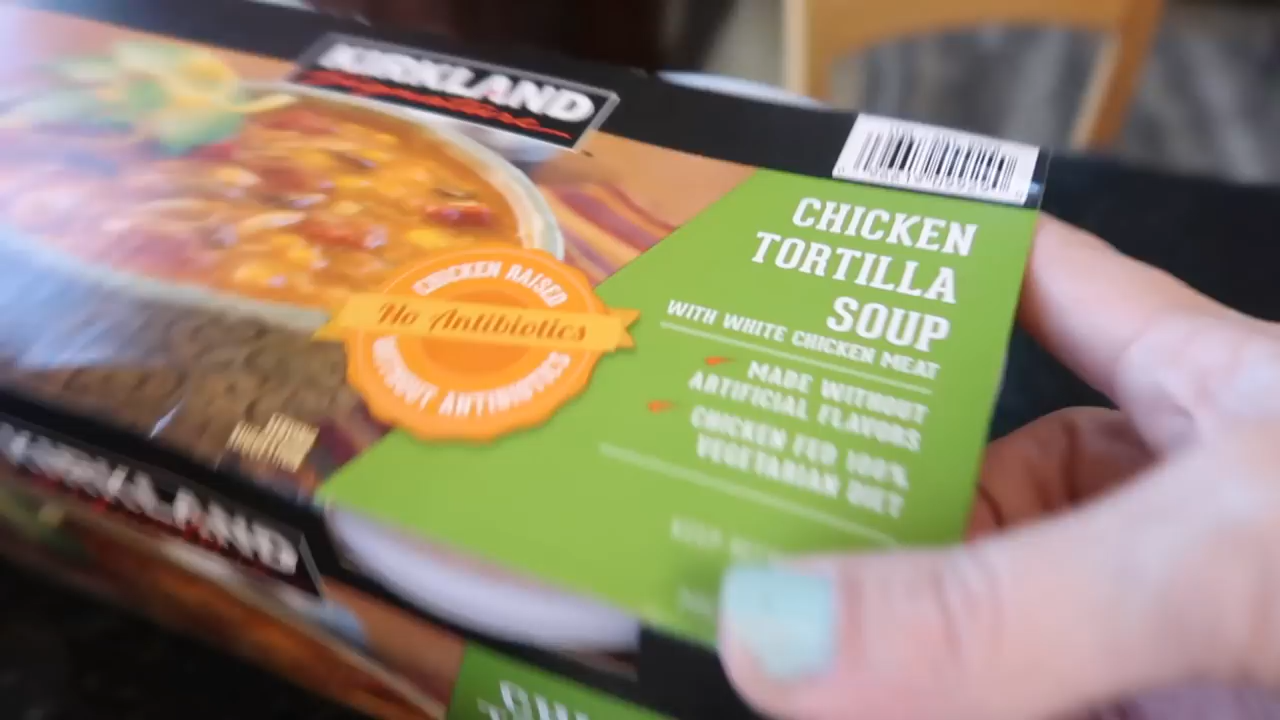 KIRKLAND
CHICKEN
TORTILLA
SOUP
WITH WHITE CHICKEN MEAT
MADE WITHOUT
ARTIFICIAL FLAVORS
CHICKEN FED 100%
VEGETARIAN DIET
KEEP
CHICKEN RAISED
No Antibiotics
WITHOUT ANTIBIOTICS
KIRKLAND